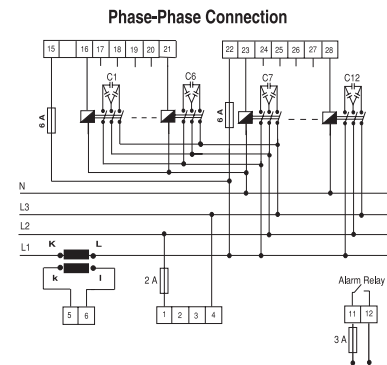 Phase-Phase Connection
15 16 17 18 19 20 21 22 23 24 25 26 27 28
C1 C6 C7 C12
6 A 6 A
N
L3
L2
L1
K L
k l
2 A
Alarm Relay
5 6 1 2 3 4 11 12
3 A